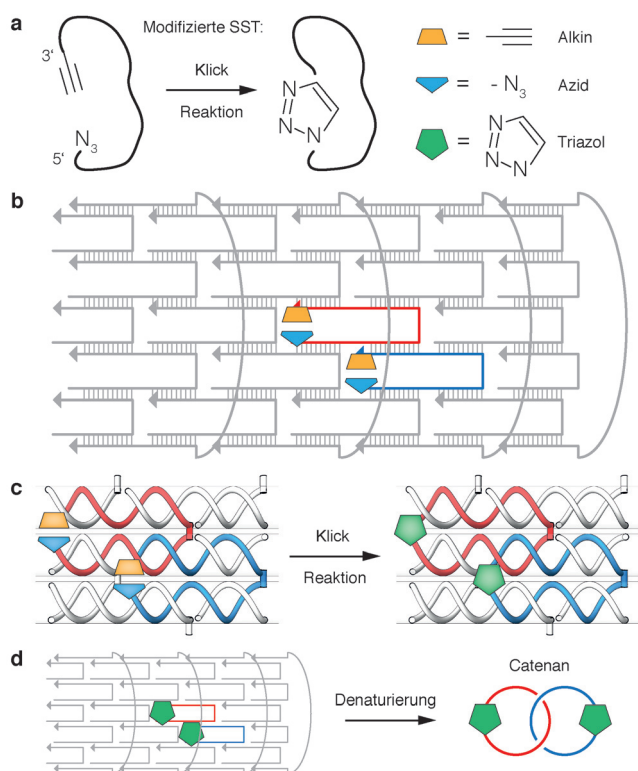 a
Modifizierte SST:
3‘
N3
5‘
Klick
Reaktion
N
N
N
= Alkin
= - N3 Azid
= N N N Triazol
b
c
Klick
Reaktion
d
Denaturierung
Catenan